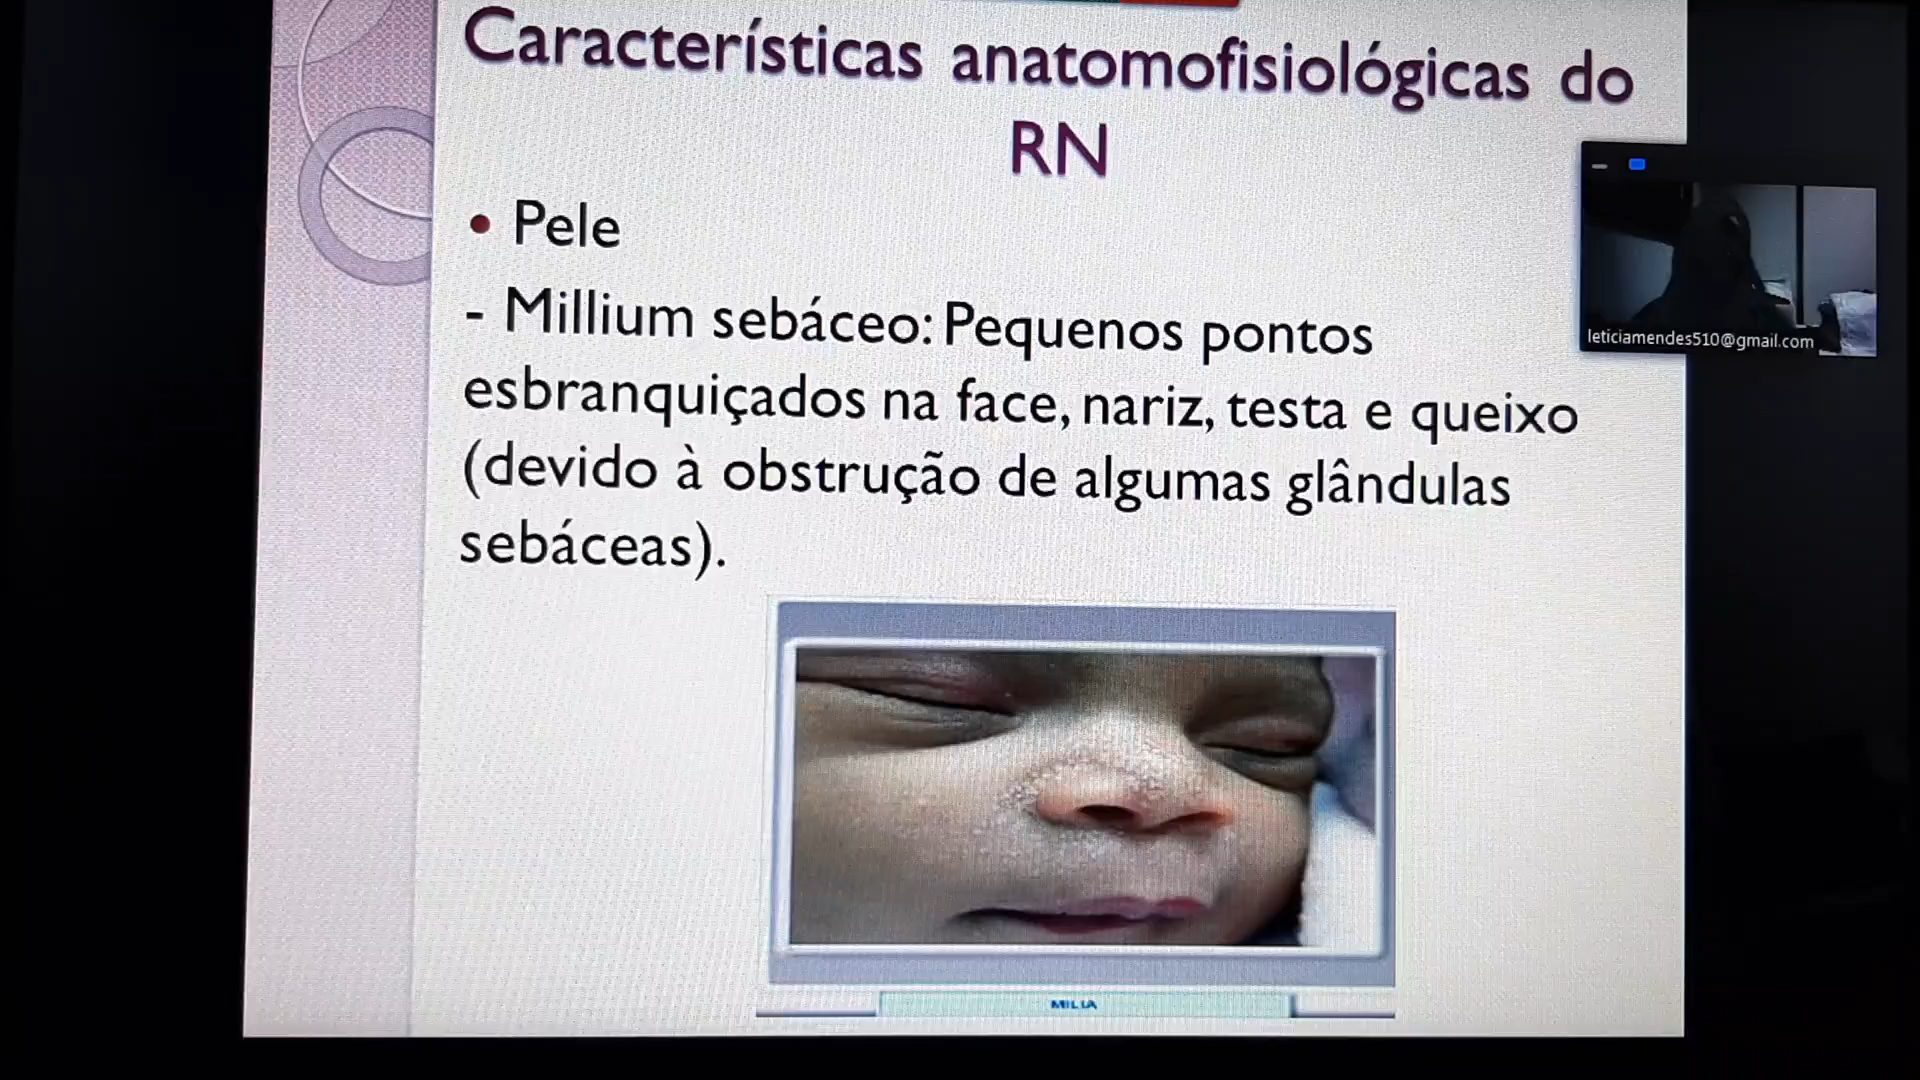 Características anatomofisiológicas do
RN
• Pele
- Millium sebáceo: Pequenos pontos
esbranquiçados na face, nariz, testa e queixo
(devido à obstrução de algumas glândulas
sebáceas).
leticiamendes510@gmail.com
MILIA